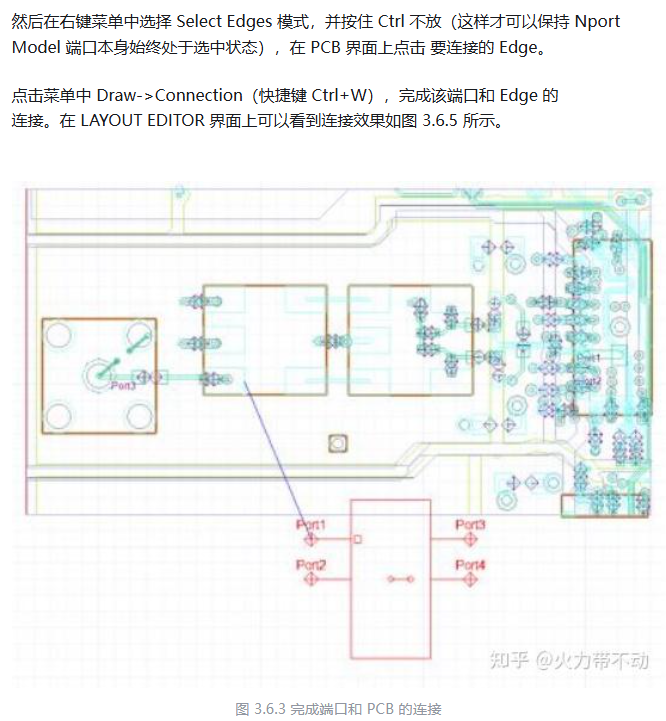 然后在右键菜单中选择 Select Edges 模式，并按住 Ctrl 不放（这样才可以保持 Nport
Model 端口本身始终处于选中状态），在 PCB 界面上点击 要连接的 Edge。
点击菜单中 Draw->Connection（快捷键 Ctrl+W），完成该端口和 Edge 的
连接。在 LAYOUT EDITOR 界面上可以看到连接效果如图 3.6.5 所示。
Port1
Port3
Port2
Port1
Port3
Port2
Port4
知乎 @火力带不动
图 3.6.3 完成端口和 PCB 的连接